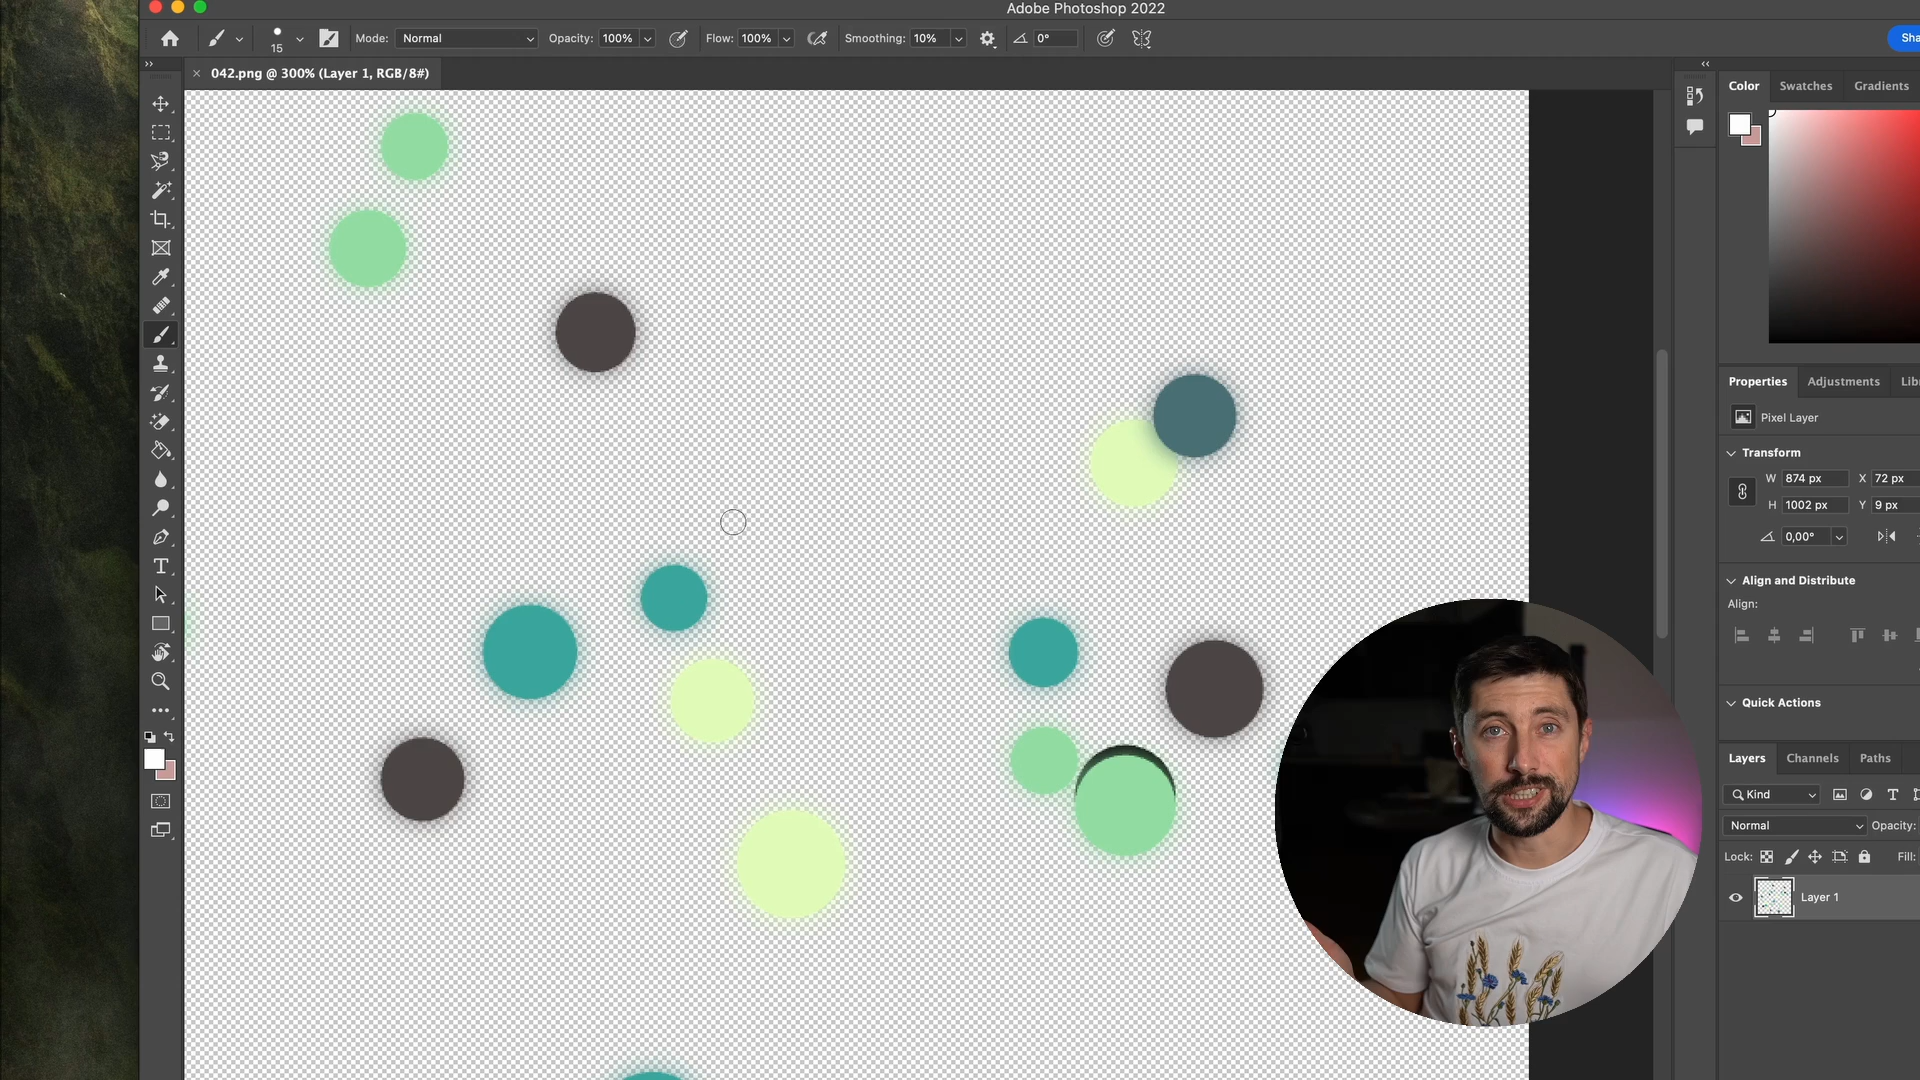 Adobe Photoshop 2022
15
Mode: Normal Opacity: 100% Flow: 100% Smoothing: 10% 0°
Sha
042.png @ 300% (Layer 1, RGB/8#)
Color Swatches Gradients
Properties Adjustments Lib
Pixel Layer
Transform
W 874 px X 72 px
H 1002 px Y 9 px
0,00°
Align and Distribute
Align:
Quick Actions
Layers Channels Paths
Kind
Normal Opacity:
Lock: Fill:
Layer 1